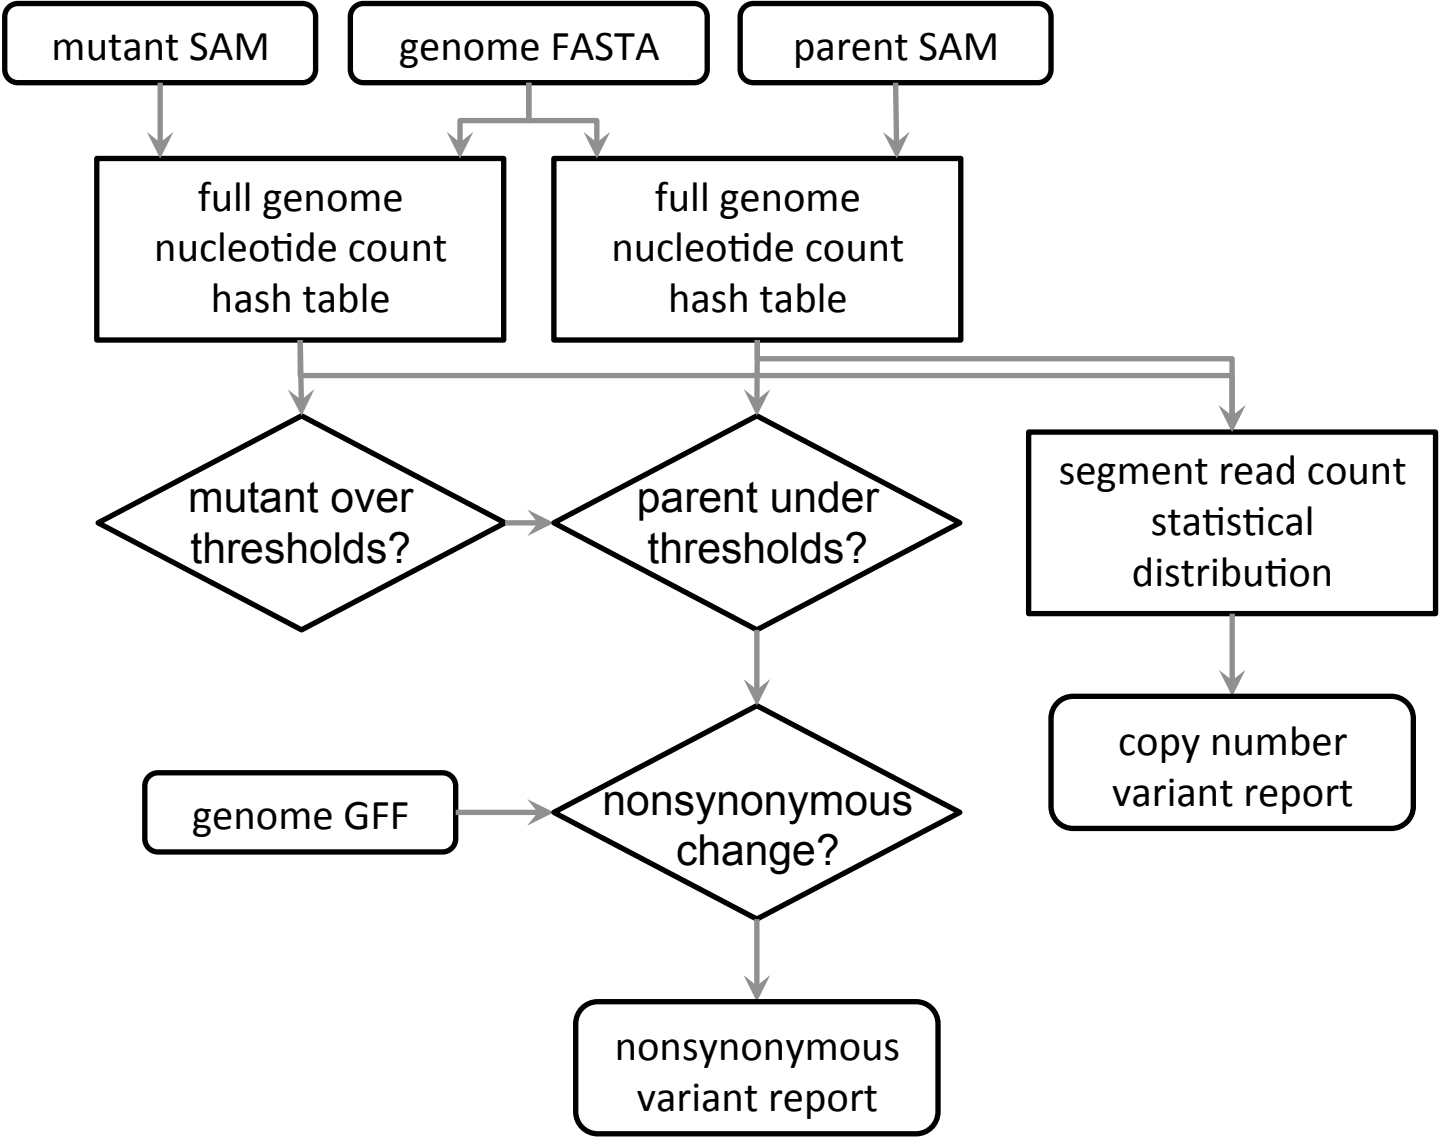 mutant SAM
genome FASTA
parent SAM
full genome
nucleotide count
hash table
full genome
nucleotide count
hash table
mutant over
thresholds?
parent under
thresholds?
segment read count
statistical
distribution
genome GFF
nonsynonymous
change?
copy number
variant report
nonsynonymous
variant report